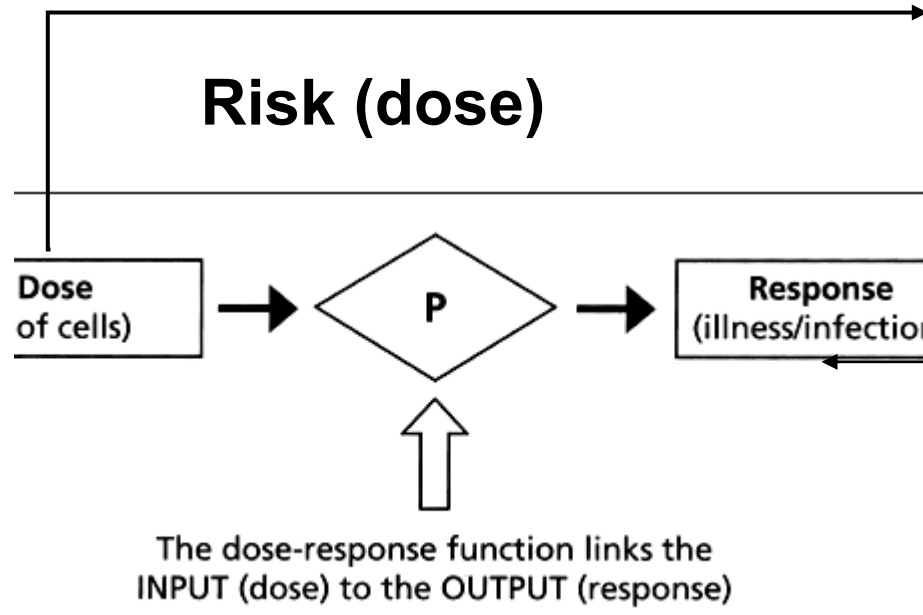 Risk (dose)
Dose
of cells)
P
Response
(illness/infection
The dose-response function links the
INPUT (dose) to the OUTPUT (response)